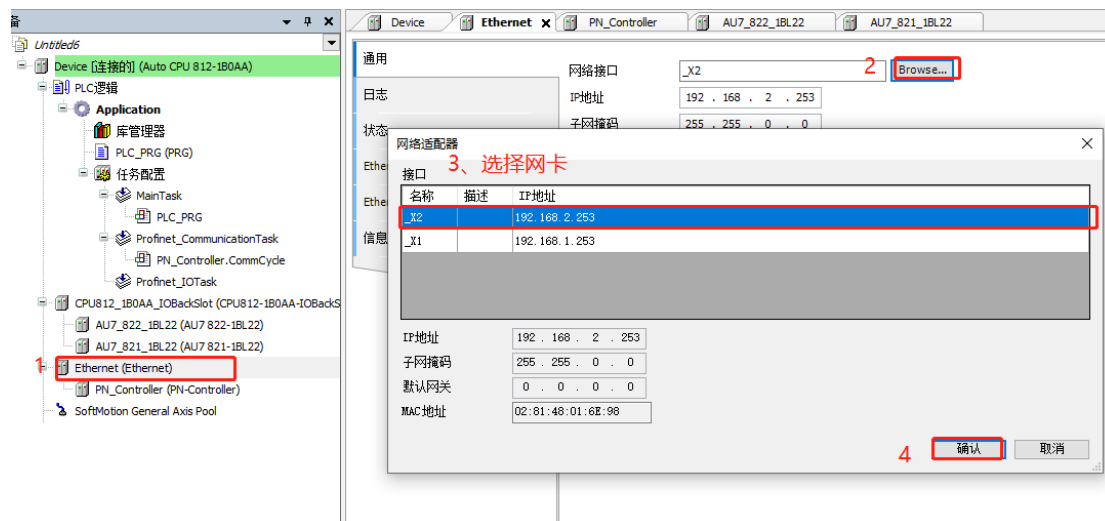 备
Untitled6
Device [连接的] (Auto CPU 812-1B0AA)
PLC逻辑
Application
库管理器
PLC_PRG (PRG)
任务配置
MainTask
PLC_PRG
Profinet_CommunicationTask
PN_Controller.CommCycle
Profinet_IOTask
CPU812_1B0AA_IOBackSlot (CPU812-1B0AA-IOBackS
AU7_822_1BL22 (AU7 822-1BL22)
AU7_821_1BL22 (AU7 821-1BL22)
1 Ethernet (Ethernet)
PN_Controller (PN-Controller)
SoftMotion General Axis Pool
Device Ethernet PN_Controller AU7_822_1BL22 AU7_821_1BL22
通用
日志
状态
Ethe
Ethe
信息
网络接口 _X2 2 Browse...
IP地址 192 . 168 . 2 . 253
子网掩码 255 . 255 . 0 . 0
网络适配器
3、选择网卡
接口
名称 描述 IP地址
_X2 192.168.2.253
_X1 192.168.1.253
IP地址 192 . 168 . 2 . 253
子网掩码 255 . 255 . 0 . 0
默认网关 0 . 0 . 0 . 0
MAC地址 02:81:48:01:6E:98
4 确认 取消